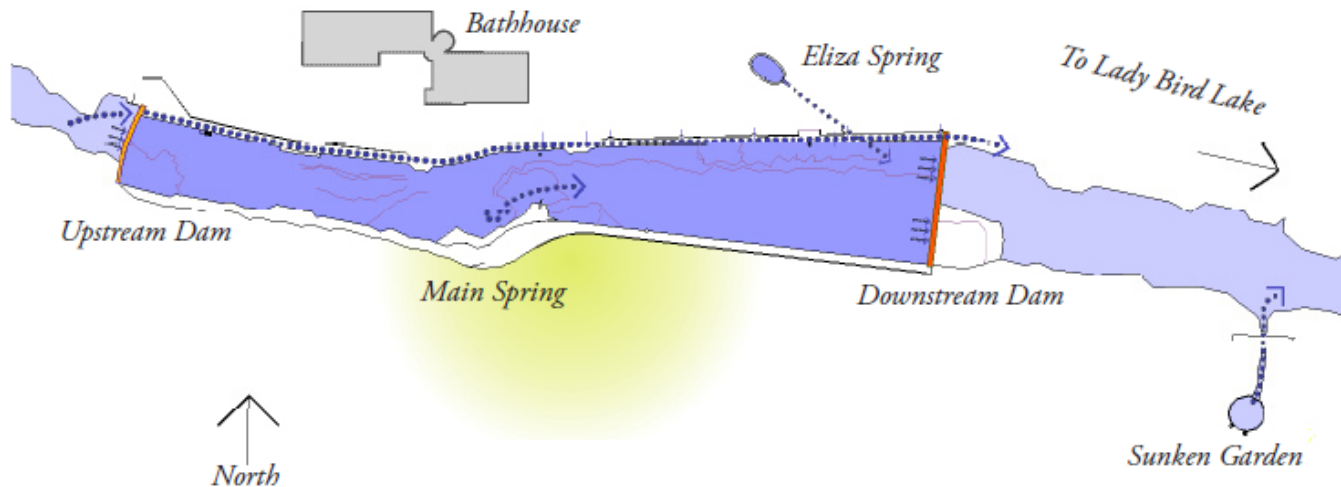 Bathhouse
Eliza Spring
To Lady Bird Lake
Upstream Dam
Main Spring
Downstream Dam
North
Sunken Garden